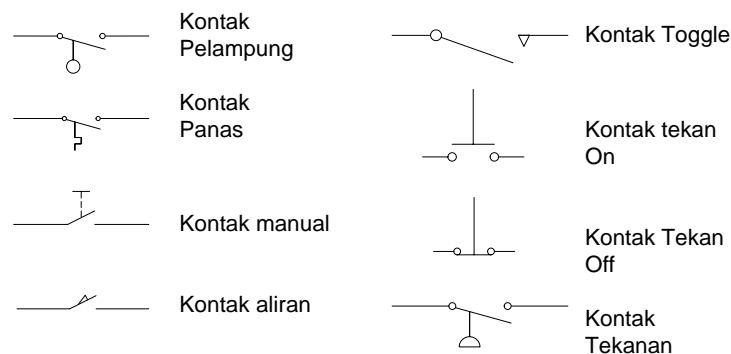 Kontak
Pelampung
Kontak
Panas
Kontak manual
Kontak aliran
Kontak Toggle
Kontak tekan
On
Kontak Tekan
Off
Kontak
Tekanan